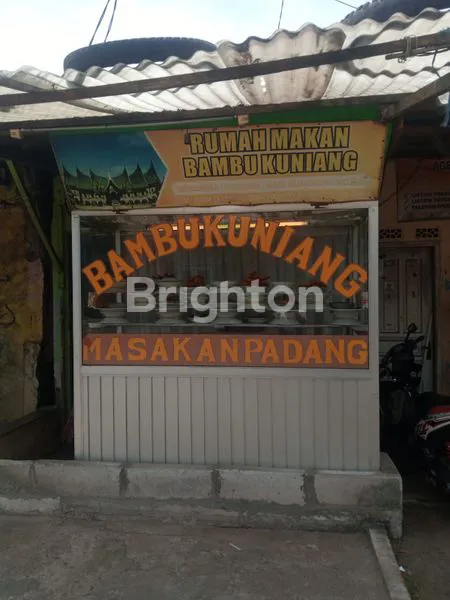 RUMAH MAKAN
BAMBU KUNIANG
BAMBU KUNIANG
Brighton
MASAKAN PADANG